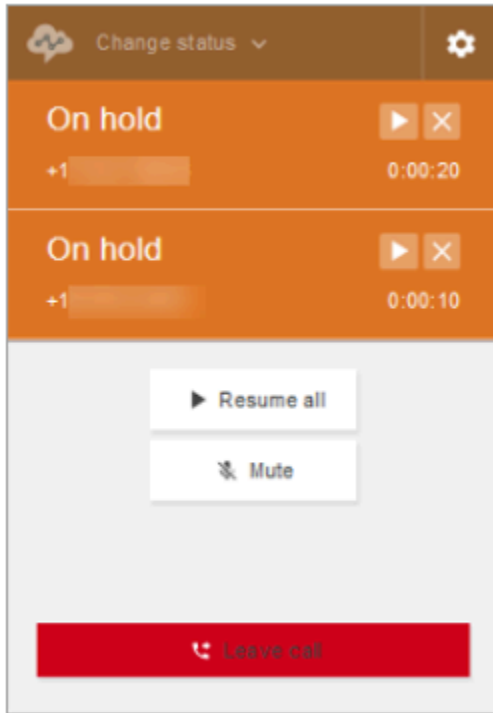 Change status
On hold
+1
0:00:20
On hold
+1
0:00:10
Resume all
Mute
Leave call